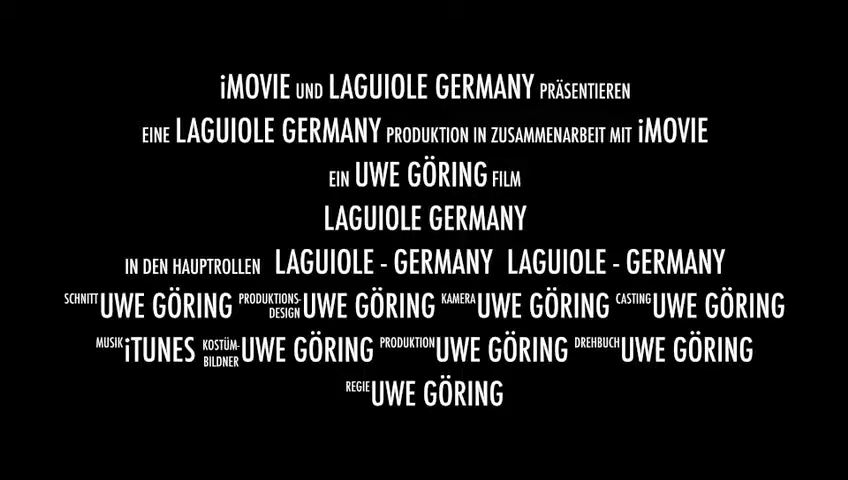 iMOVIE UND LAGUIOLE GERMANY PRÄSENTIEREN
EINE LAGUIOLE GERMANY PRODUKTION IN ZUSAMMENARBEIT MIT iMOVIE
EIN UWE GÖRING FILM
LAGUIOLE GERMANY
IN DEN HAUPTROLLEN LAGUIOLE - GERMANY LAGUIOLE - GERMANY
SCHNITT UWE GÖRING PRODUKTIONS-DESIGN UWE GÖRING KAMERA UWE GÖRING CASTING UWE GÖRING
MUSIK iTUNES KOSTÜM-BILDNER UWE GÖRING PRODUKTION UWE GÖRING DREHBUCH UWE GÖRING
REGIE UWE GÖRING